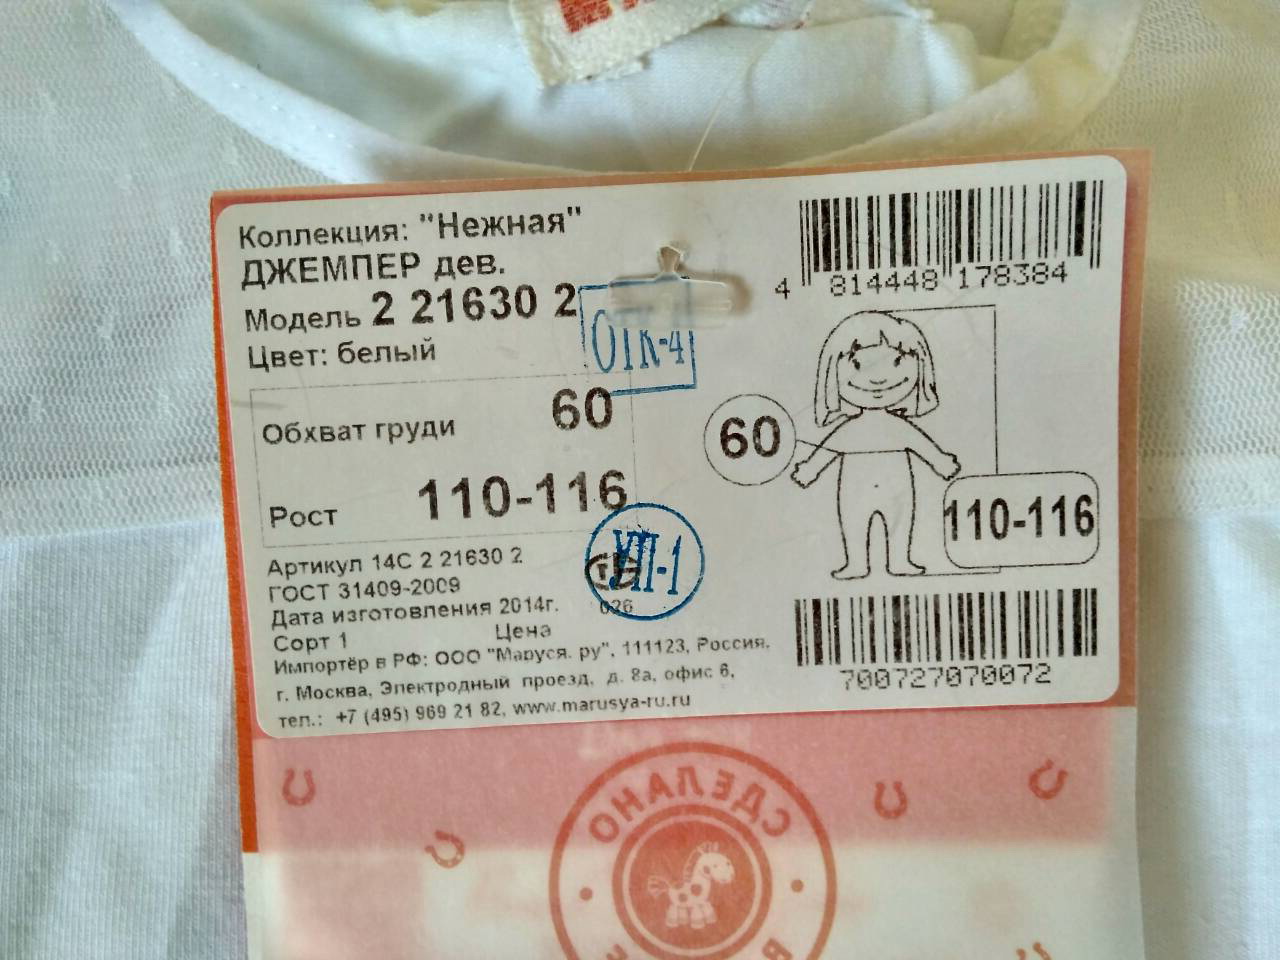 Коллекция: "Нежная"
ДЖЕМПЕР дев.
Модель 2 21630 2
Цвет: белый
ОТК-4
Обхват груди 60
Рост 110-116
Артикул 14С 2 21630 2
ГОСТ 31409-2009
Дата изготовления 2014г.
026
УП-1
Сорт 1 Цена
Импортёр в РФ: ООО "Маруся. ру", 111123, Россия,
г. Москва, Электродный проезд, д. 8а, офис 6,
тел.: +7 (495) 969 21 82, www.marusya-ru.ru
4 814448 178384
60
110-116
700727070072
СДЕЛАНО
В